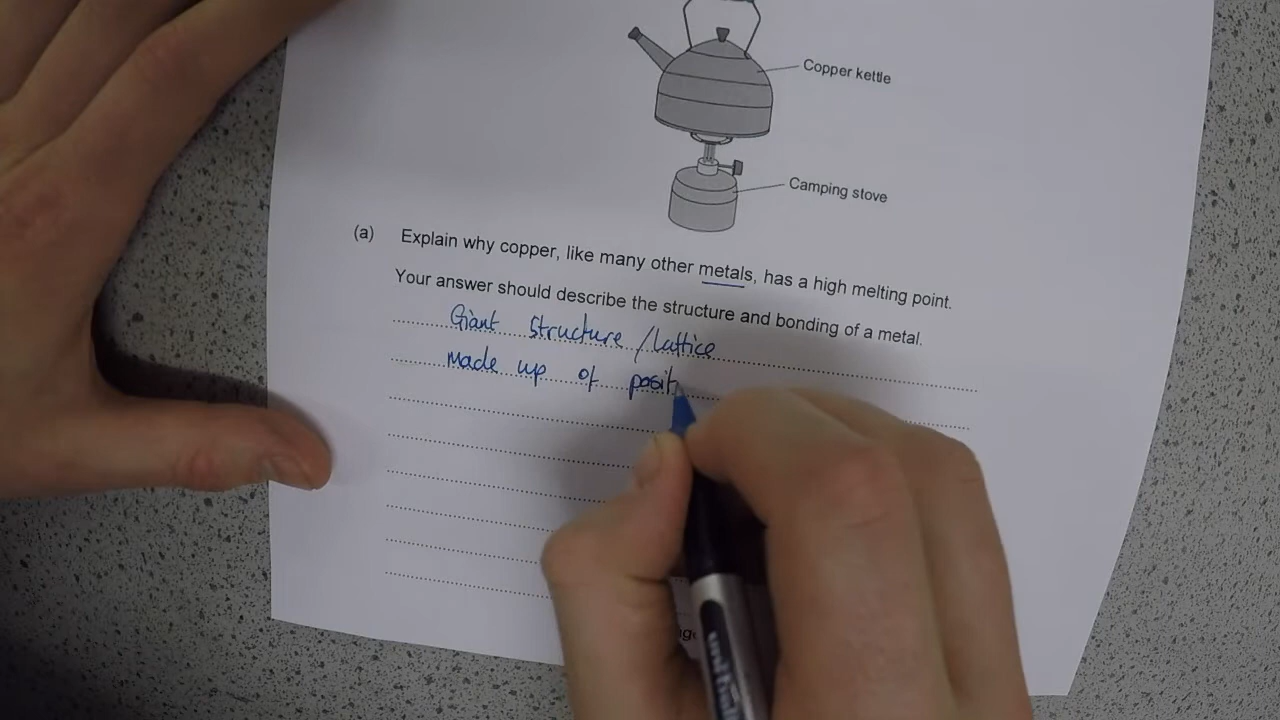 Copper kettle
Camping stove
(a) Explain why copper, like many other metals, has a high melting point.
Your answer should describe the structure and bonding of a metal.
Giant structure / lattice
Made up of posit